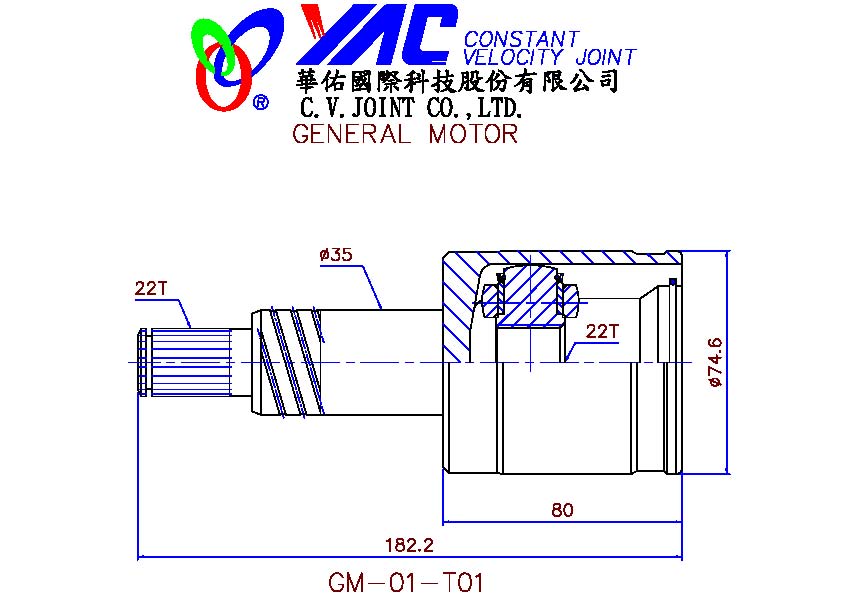 YAC CONSTANT
VELOCITY JOINT
®
華佑國際科技股份有限公司
C.V.JOINT CO.,LTD.
GENERAL MOTOR
ø35
22T
22T
ø74.6
80
182.2
GM-01-T01